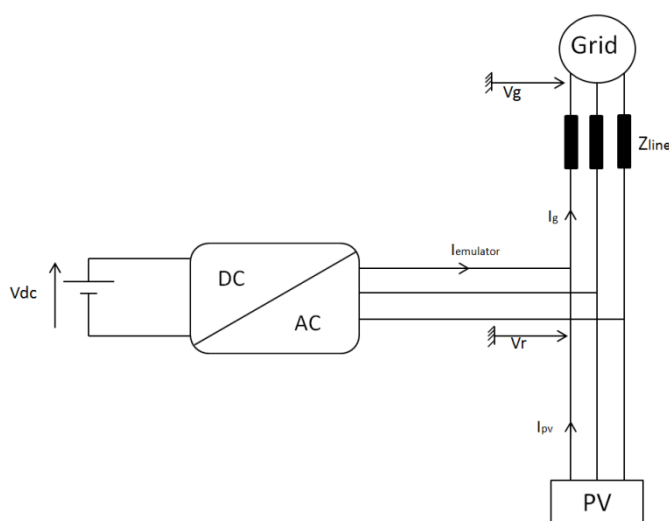 Grid
Vg
Zline
Ig
Iemulator
DC
Vdc
AC
Vr
Ipv
PV